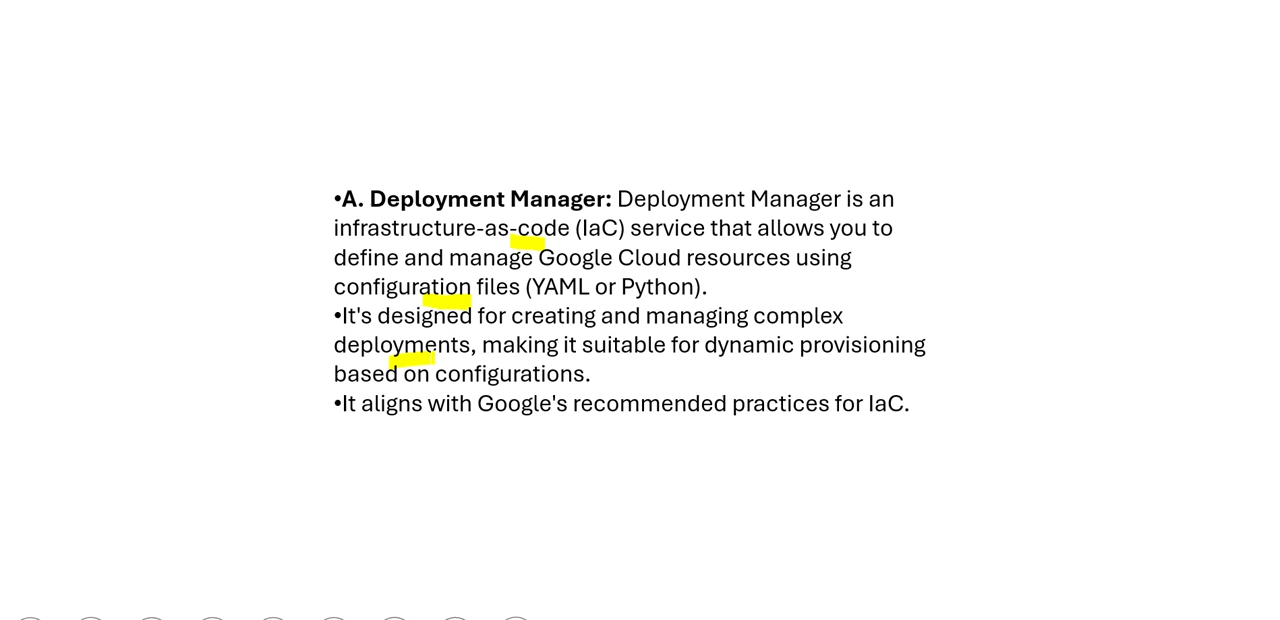 •A. Deployment Manager: Deployment Manager is an
infrastructure-as-code (IaC) service that allows you to
define and manage Google Cloud resources using
configuration files (YAML or Python).
•It's designed for creating and managing complex
deployments, making it suitable for dynamic provisioning
based on configurations.
•It aligns with Google's recommended practices for IaC.